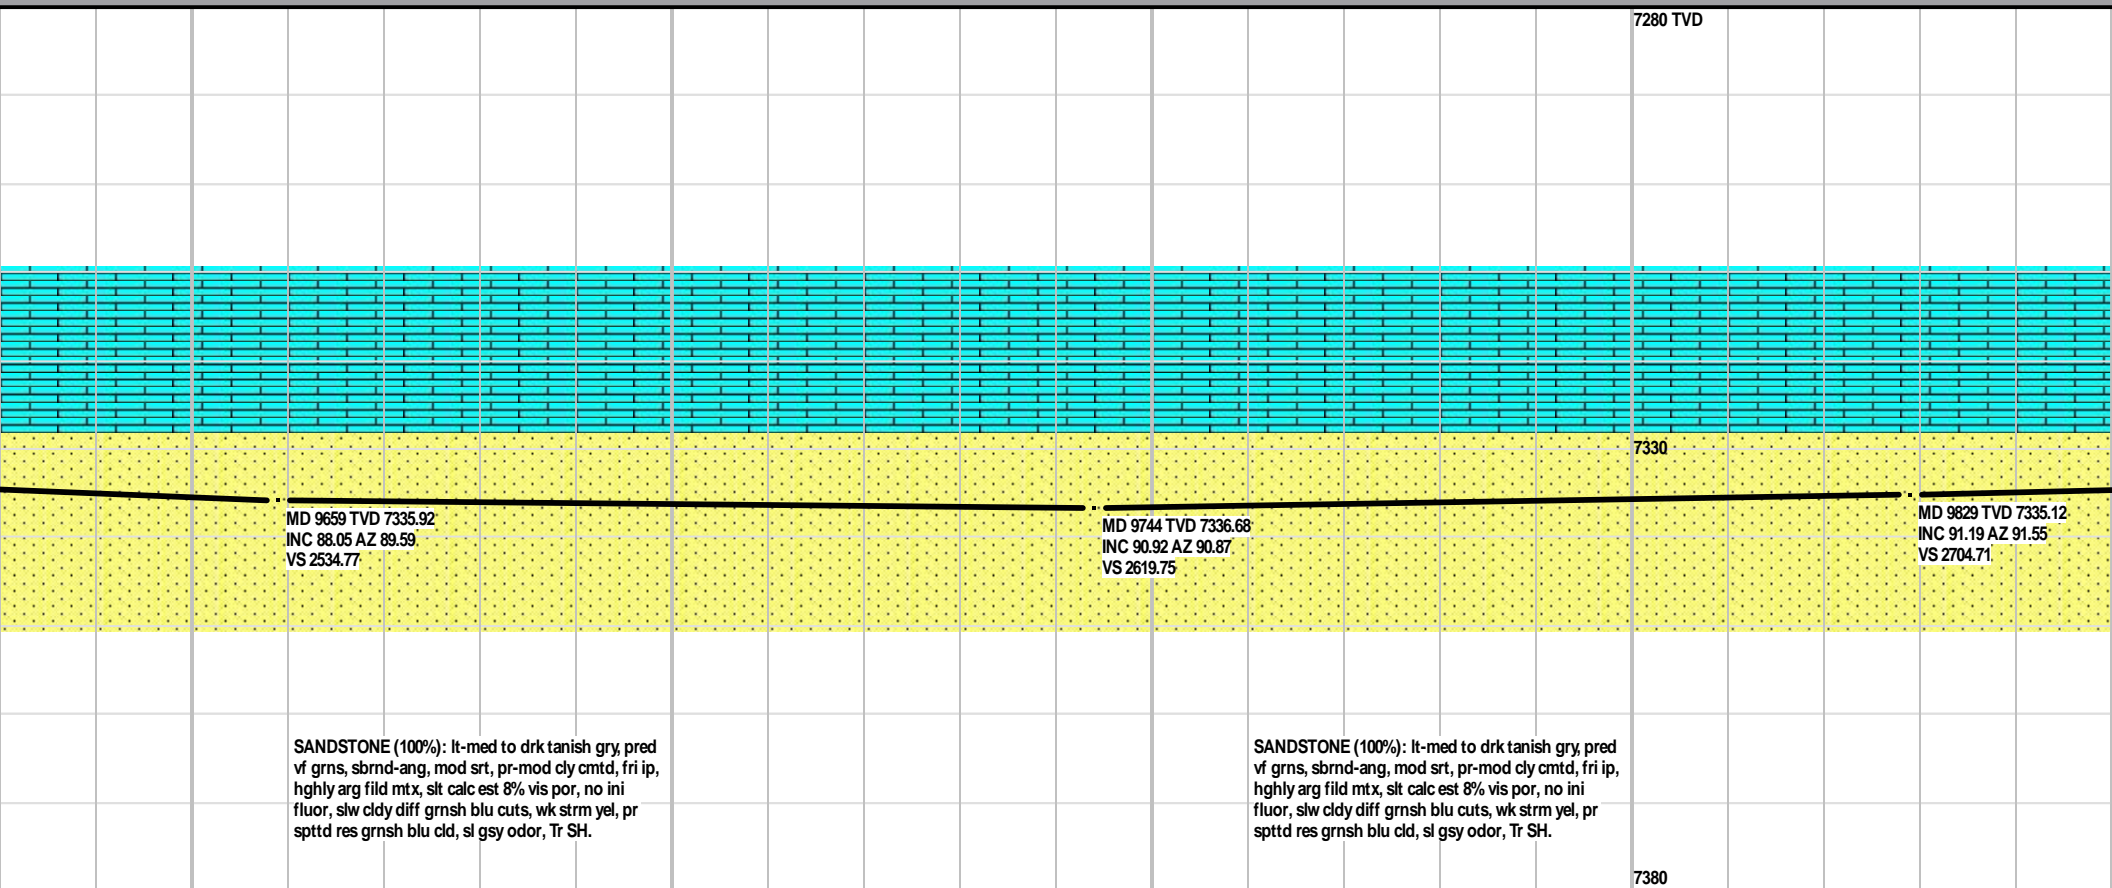 7280 TVD
7330
MD 9659 TVD 7335.92
INC 88.05 AZ 89.59
VS 2534.77
MD 9744 TVD 7336.68
INC 90.92 AZ 90.87
VS 2619.75
MD 9829 TVD 7335.12
INC 91.19 AZ 91.55
VS 2704.71
SANDSTONE (100%): lt-med to drk tanish gry, pred
vf grns, sbrnd-ang, mod srt, pr-mod cly cmtd, fri ip,
hghly arg fild mtx, slt calc est 8% vis por, no ini
fluor, slw cldy diff grnsh blu cuts, wk strm yel, pr
spttd res grnsh blu cld, sl gsy odor, Tr SH.
SANDSTONE (100%): lt-med to drk tanish gry, pred
vf grns, sbrnd-ang, mod srt, pr-mod cly cmtd, fri ip,
hghly arg fild mtx, slt calc est 8% vis por, no ini
fluor, slw cldy diff grnsh blu cuts, wk strm yel, pr
spttd res grnsh blu cld, sl gsy odor, Tr SH.
7380